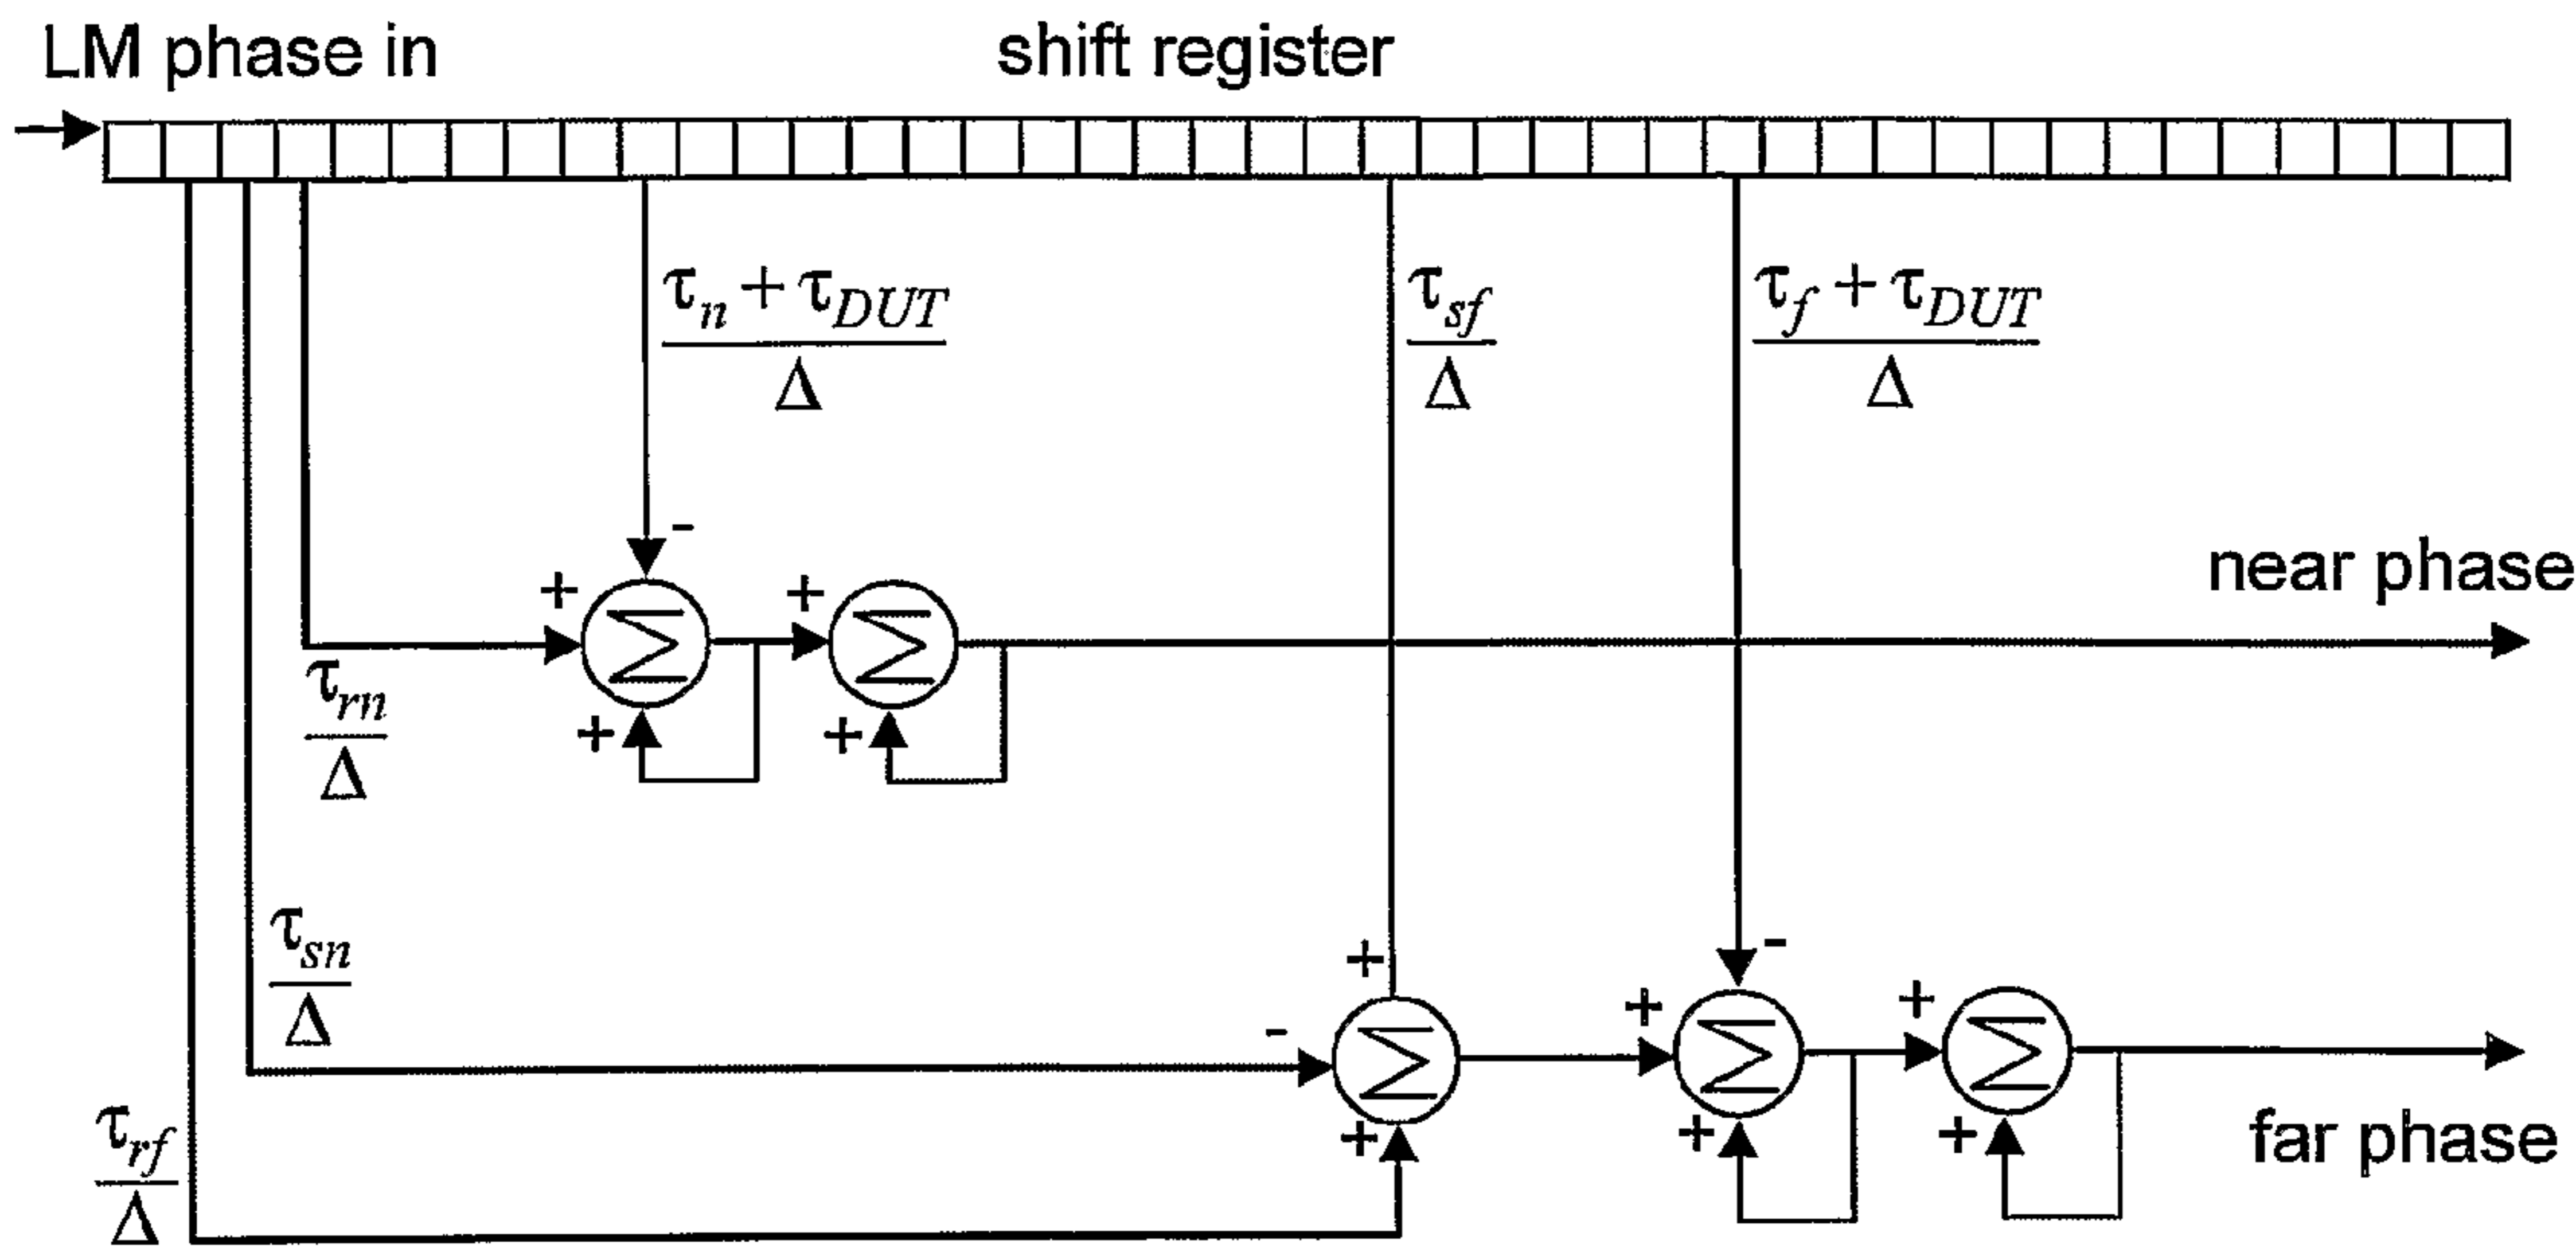 LM phase in
shift register
τn + τDUT
Δ
τsf
Δ
τf + τDUT
Δ
-
+
+
near phase
τrn
Δ
+
+
τsn
Δ
+
-
-
+
+
τrf
Δ
+
+
+
far phase